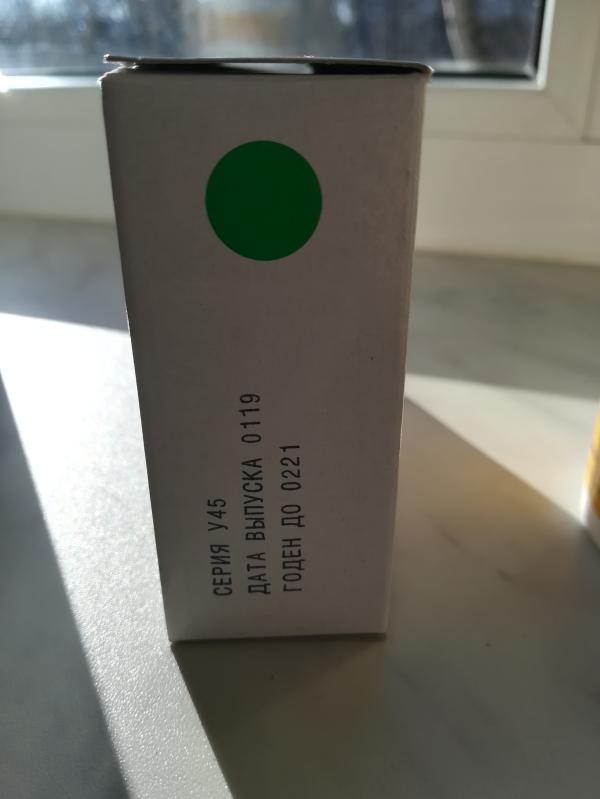 СЕРИЯ У45
ДАТА ВЫПУСКА 0119
ГОДЕН ДО 0221